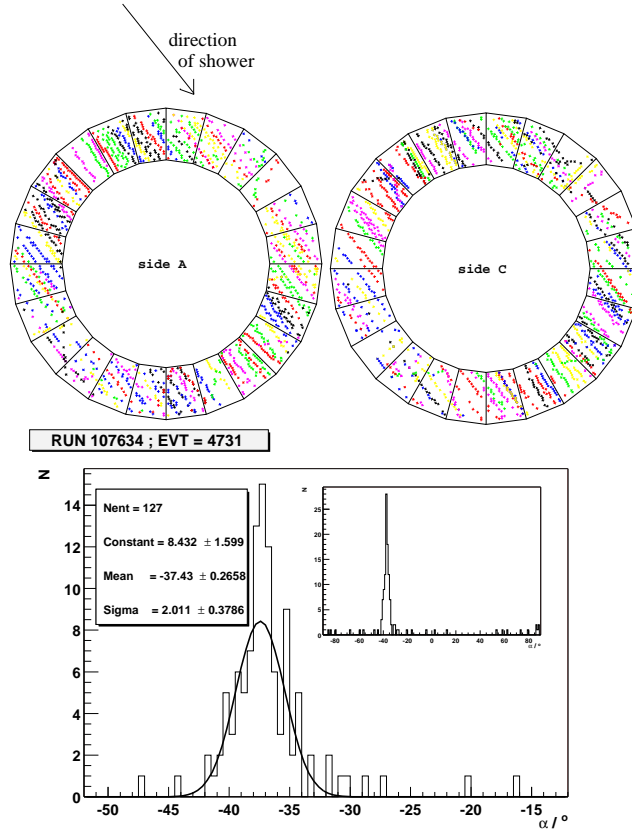 direction
of shower
side A
side C
RUN 107634 ; EVT = 4731
N
14
12
10
8
6
4
2
0
-50
-45
-40
-35
-30
-25
-20
-15
α / °
Nent = 127
Constant = 8.432 ± 1.599
Mean = -37.43 ± 0.2658
Sigma = 2.011 ± 0.3786
N
25
20
15
10
5
0
-80
-60
-40
-20
0
20
40
60
80
α / °